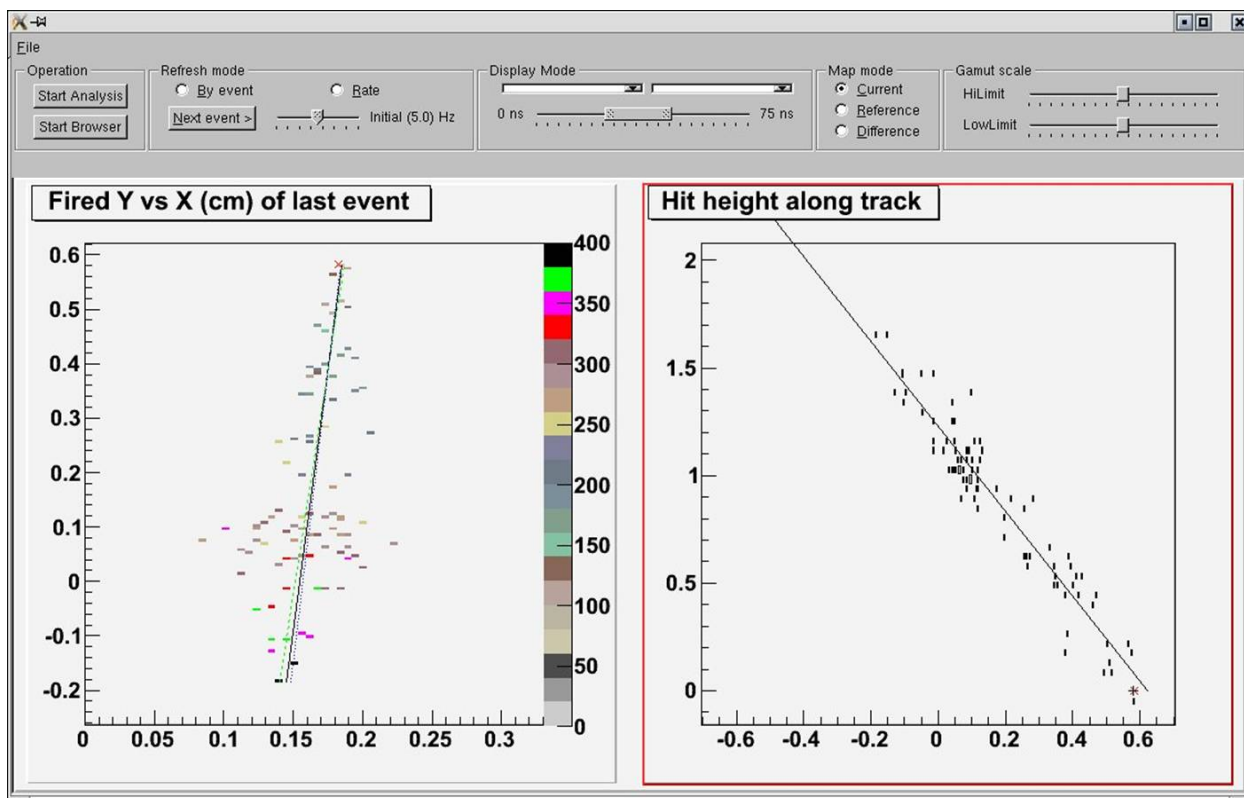 File
Operation
Start Analysis
Start Browser
Refresh mode
By event
Rate
Next event >
Initial (5.0) Hz
Display Mode
0 ns
75 ns
Map mode
Current
Reference
Difference
Gamut scale
HiLimit
LowLimit
Fired Y vs X (cm) of last event
0.6
0.5
0.4
0.3
0.2
0.1
0
-0.1
-0.2
0 0.05 0.1 0.15 0.2 0.25 0.3
400
350
300
250
200
150
100
50
0
Hit height along track
2
1.5
1
0.5
0
-0.6 -0.4 -0.2 0 0.2 0.4 0.6